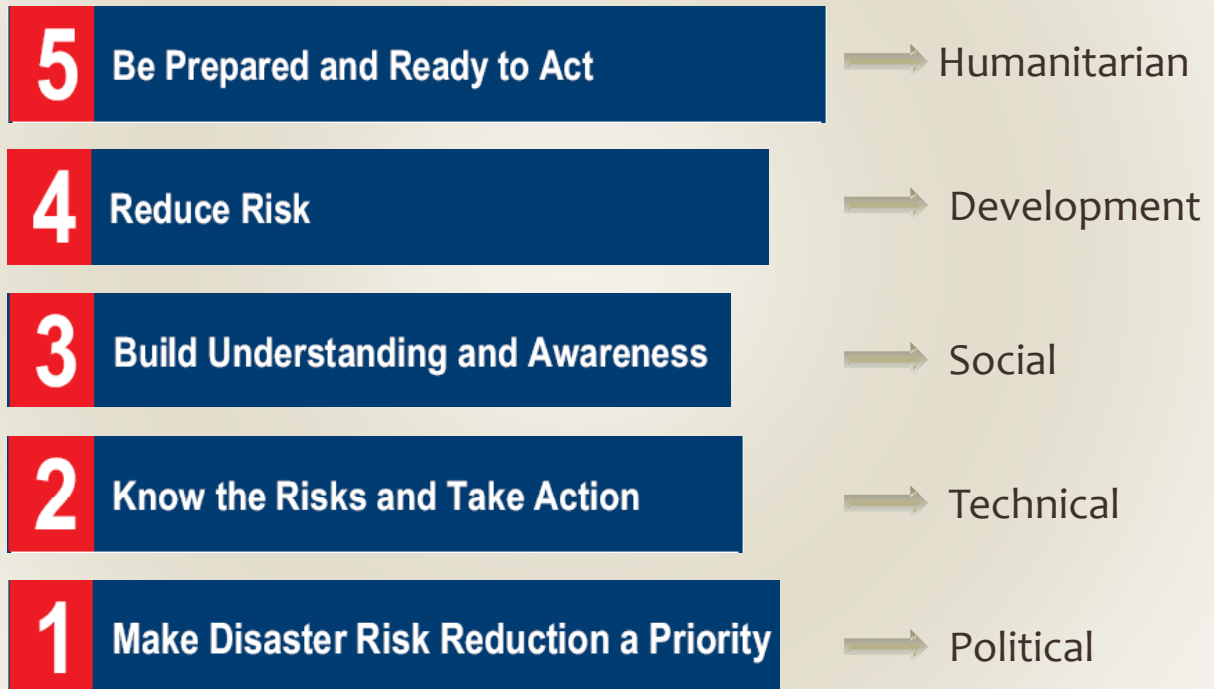 5 Be Prepared and Ready to Act Humanitarian
4 Reduce Risk Development
3 Build Understanding and Awareness Social
2 Know the Risks and Take Action Technical
1 Make Disaster Risk Reduction a Priority Political